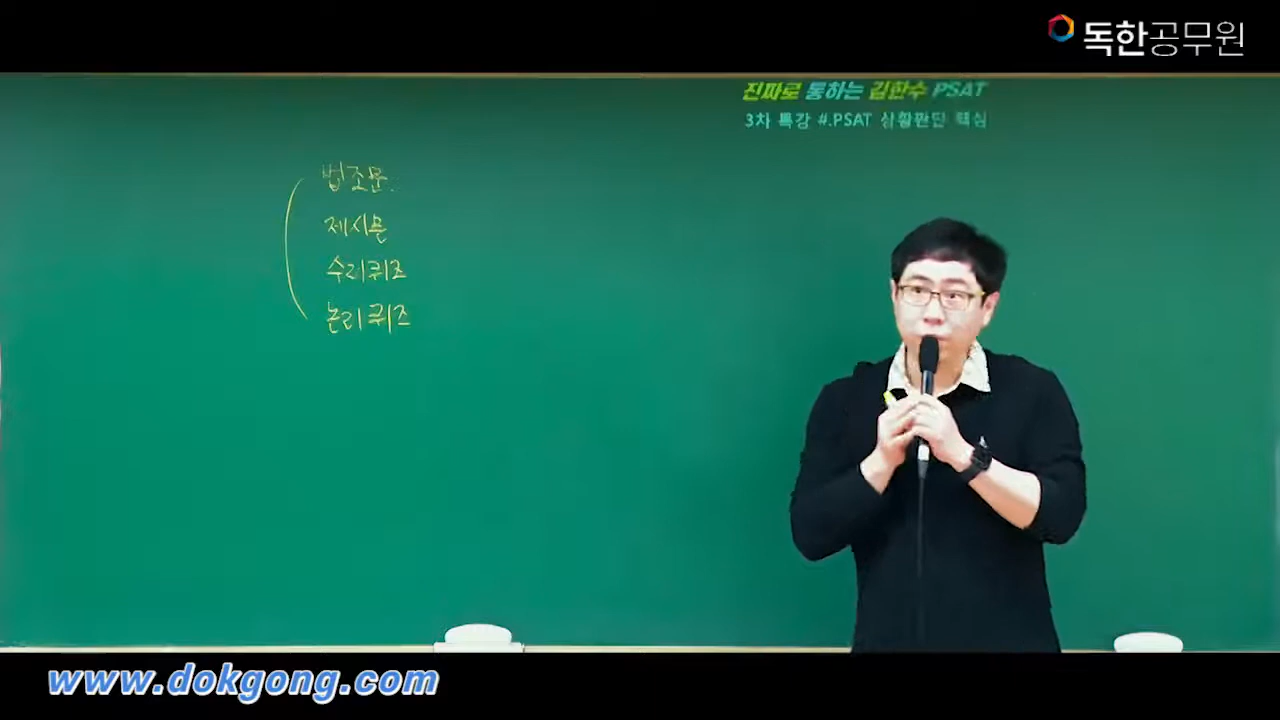 독한공무원
진짜로 통하는 김한수 PSAT
3차 특강 #.PSAT 상황판단 핵심
법조문.
제시문
수리퀴즈
논리퀴즈
www.dokgong.com